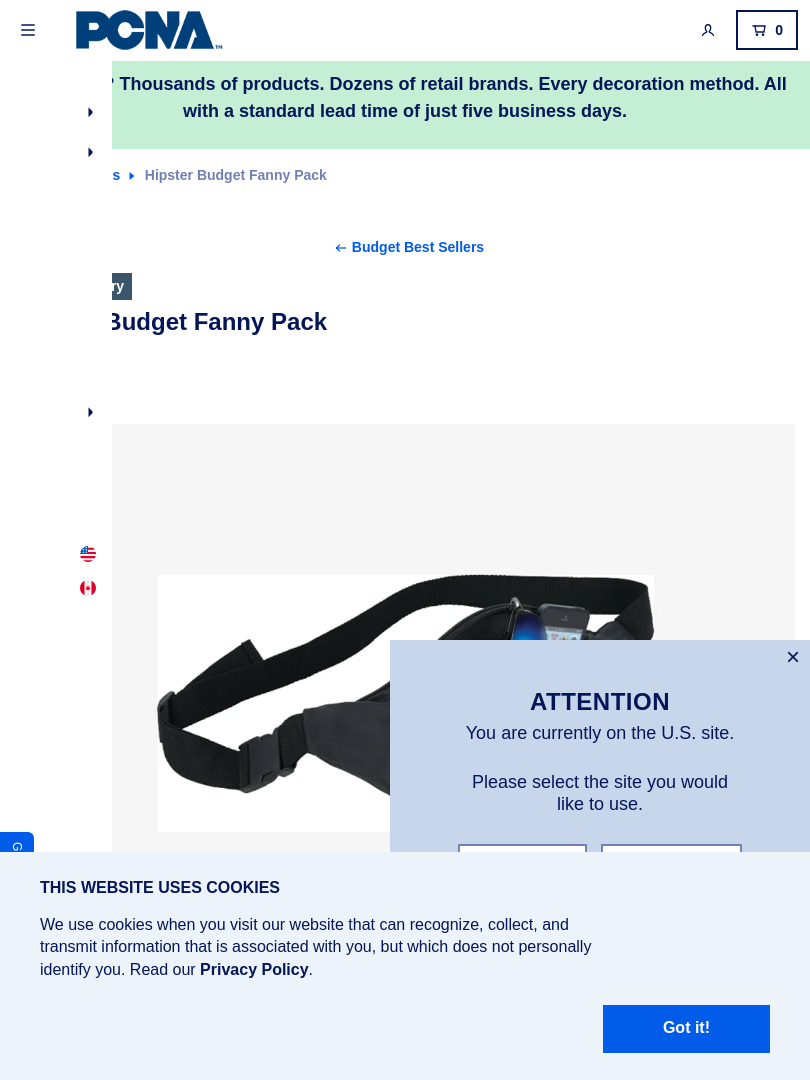 PCNA
TM
0
? Thousands of products. Dozens of retail brands. Every decoration method. All
with a standard lead time of just five business days.
s Hipster Budget Fanny Pack
Budget Best Sellers
ry
Budget Fanny Pack
ATTENTION
You are currently on the U.S. site.
Please select the site you would
like to use.
G
THIS WEBSITE USES COOKIES
We use cookies when you visit our website that can recognize, collect, and
transmit information that is associated with you, but which does not personally
identify you. Read our Privacy Policy.
Got it!